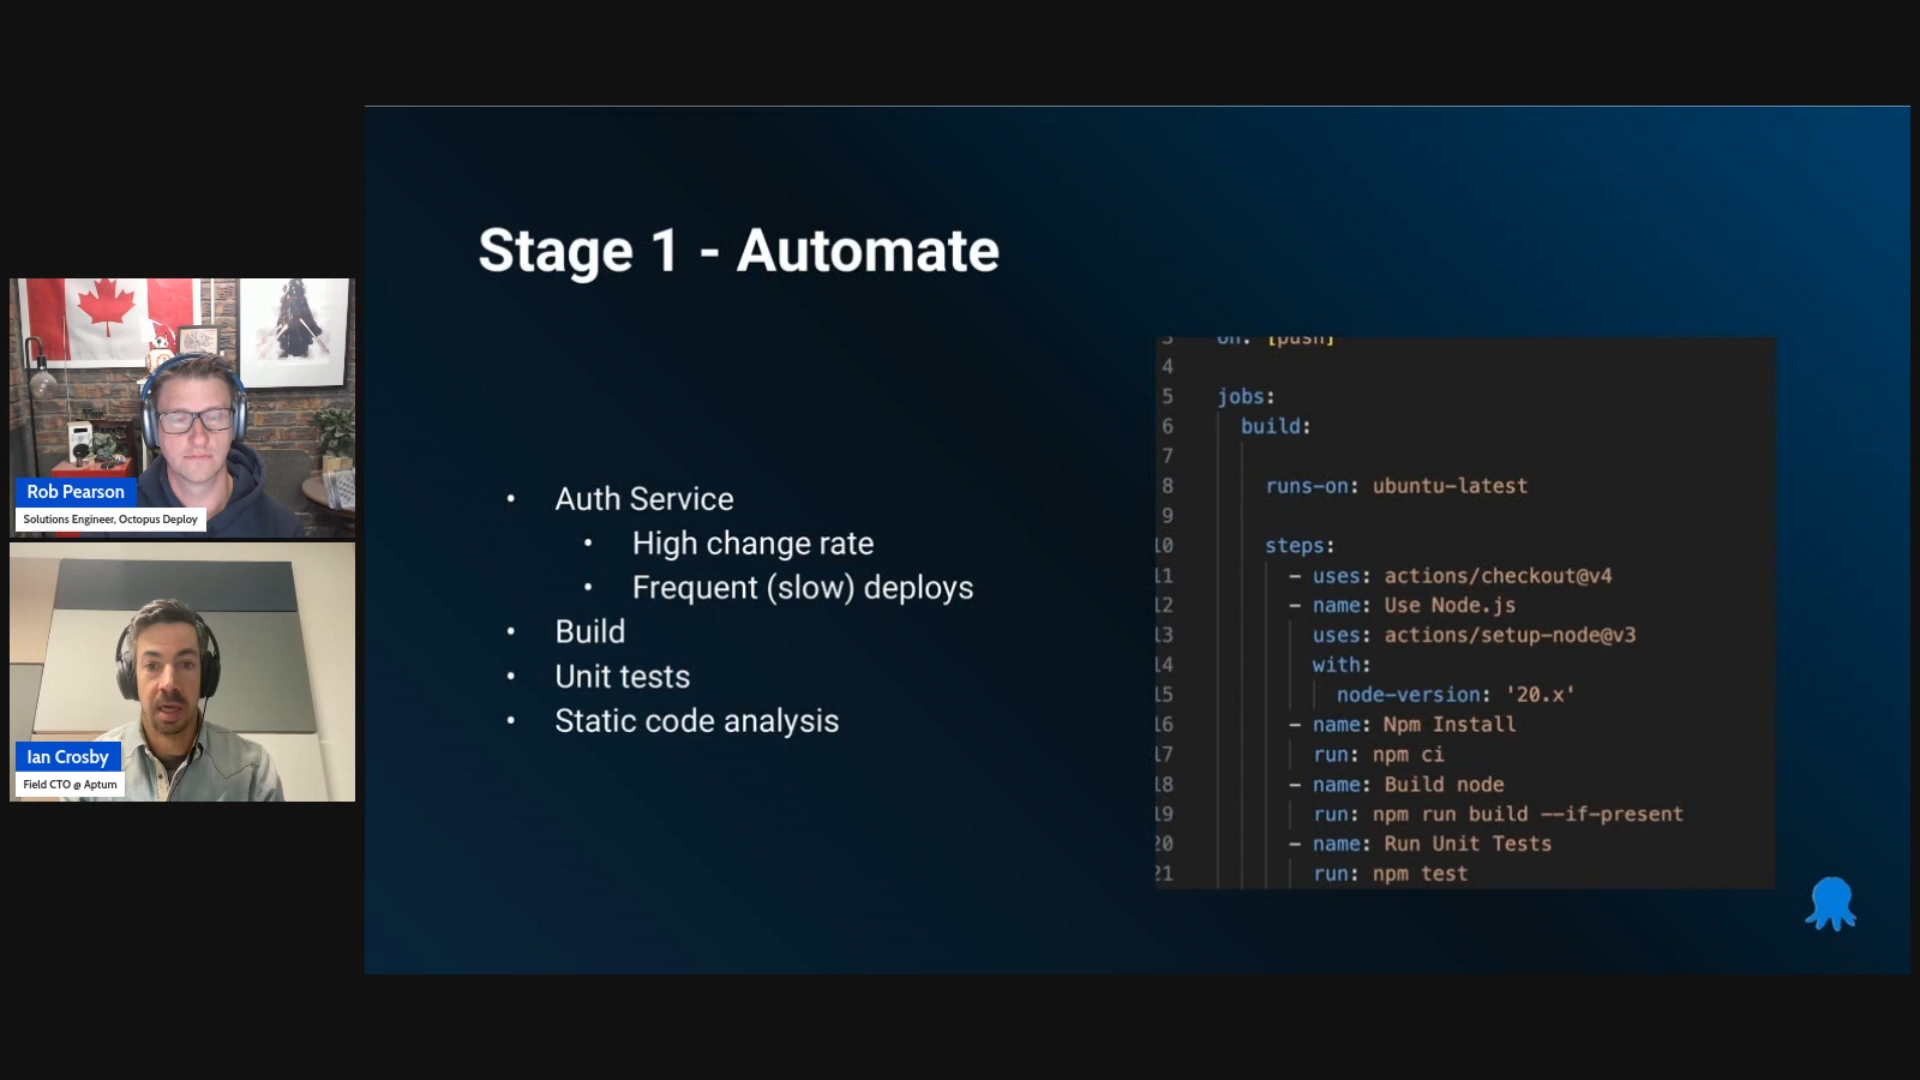 Stage 1 - Automate
• Auth Service
• High change rate
• Frequent (slow) deploys
• Build
• Unit tests
• Static code analysis
3 on: [push]
4
5 jobs:
6 build:
7
8 runs-on: ubuntu-latest
9
10 steps:
11 - uses: actions/checkout@v4
12 - name: Use Node.js
13 uses: actions/setup-node@v3
14 with:
15 node-version: '20.x'
16 - name: Npm Install
17 run: npm ci
18 - name: Build node
19 run: npm run build --if-present
20 - name: Run Unit Tests
21 run: npm test
Rob Pearson
Solutions Engineer, Octopus Deploy
Ian Crosby
Field CTO @ Aptum